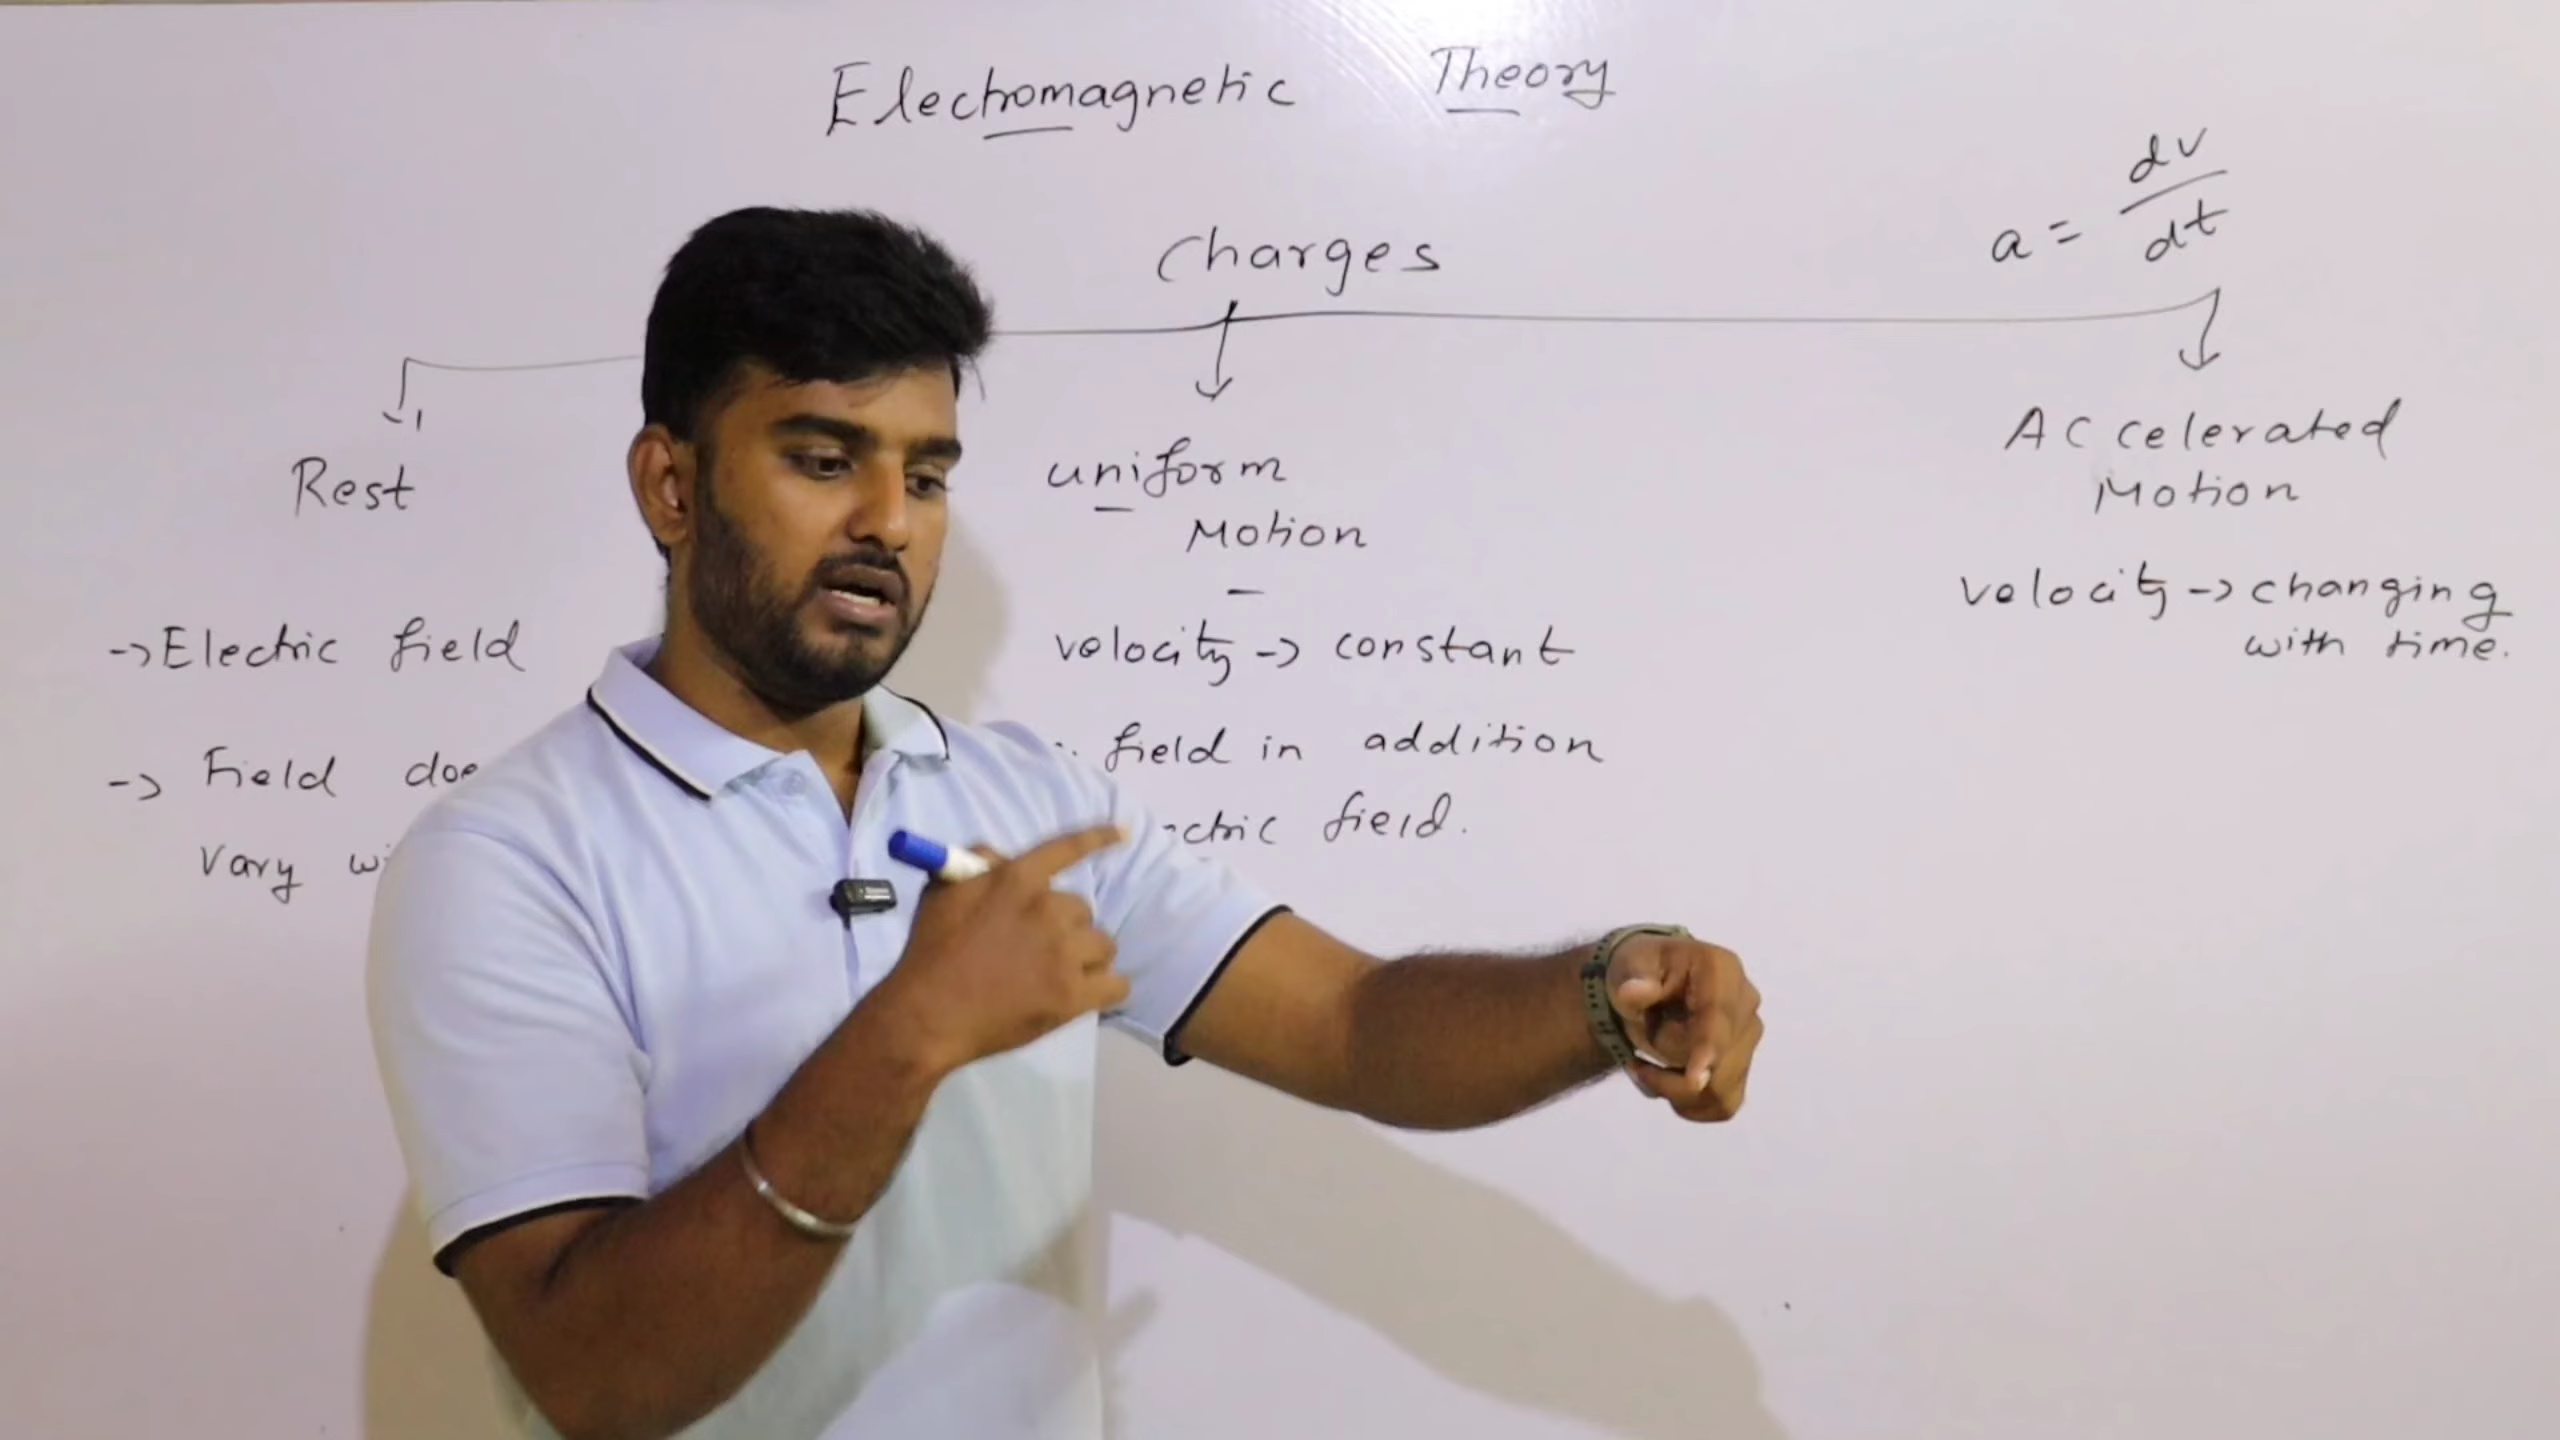 Electromagnetic Theory
a = dv/dt
Charges
Rest
uniform
Motion
ACcelerated
Motion
-> Electric field
-> Field
vary
velocity -> constant
field in addition
field.
velocity -> changing
with time.